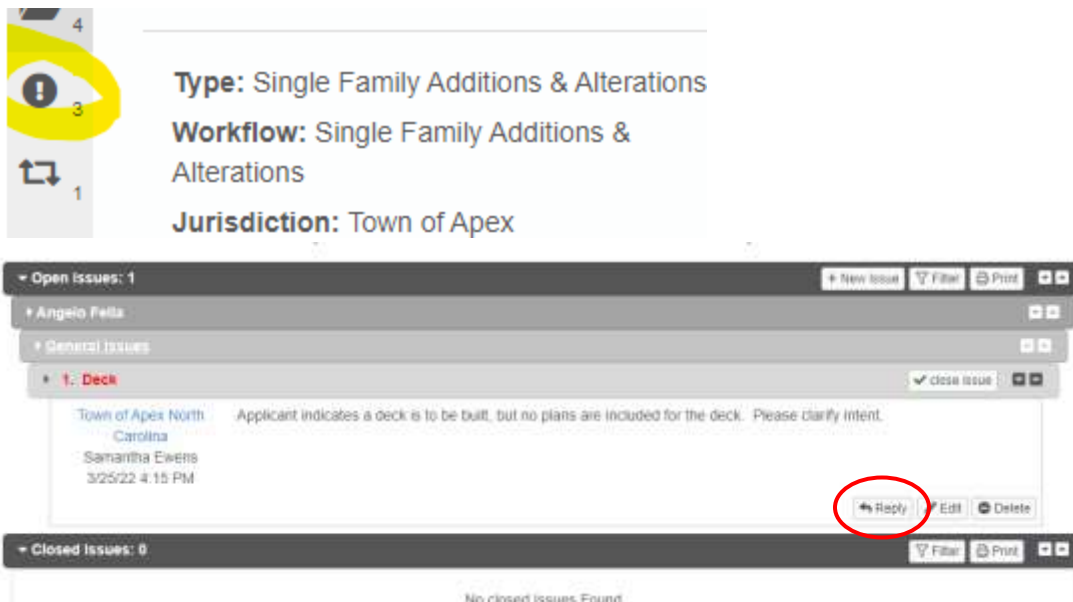 4
3
Type: Single Family Additions & Alterations
Workflow: Single Family Additions &
Alterations
1
Jurisdiction: Town of Apex
Open Issues: 1
+ New Issue Filter Print
Angelo Fella
General Issues
1. Deck
close issue
Town of Apex North
Carolina
Samantha Ewens
3/25/22 4:15 PM
Applicant indicates a deck is to be built, but no plans are included for the deck. Please clarify intent.
Reply Edit Delete
Closed Issues: 0
Filter Print
No closed Issues Found